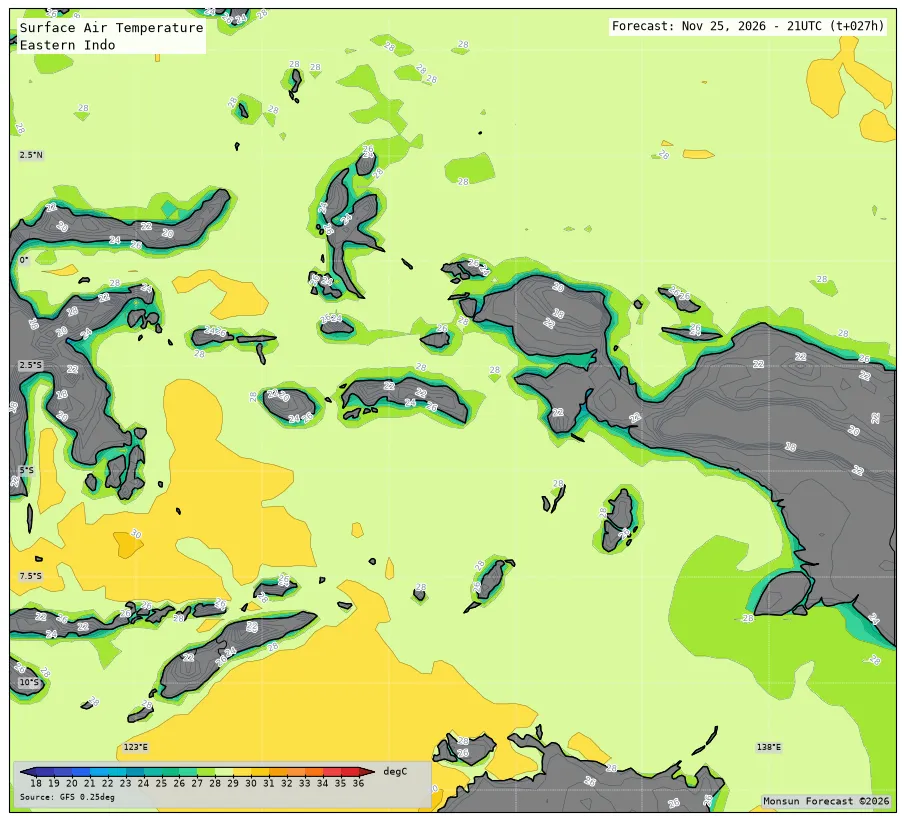 Surface Air Temperature
Eastern Indo
Forecast: Nov 25, 2026 - 21UTC (t+027h)
2.5°N
0°
2.5°S
5°S
7.5°S
10°S
123°E
138°E
18 19 20 21 22 23 24 25 26 27 28 29 30 31 32 33 34 35 36
degC
Source: GFS 0.25deg
Monsun Forecast ©2026